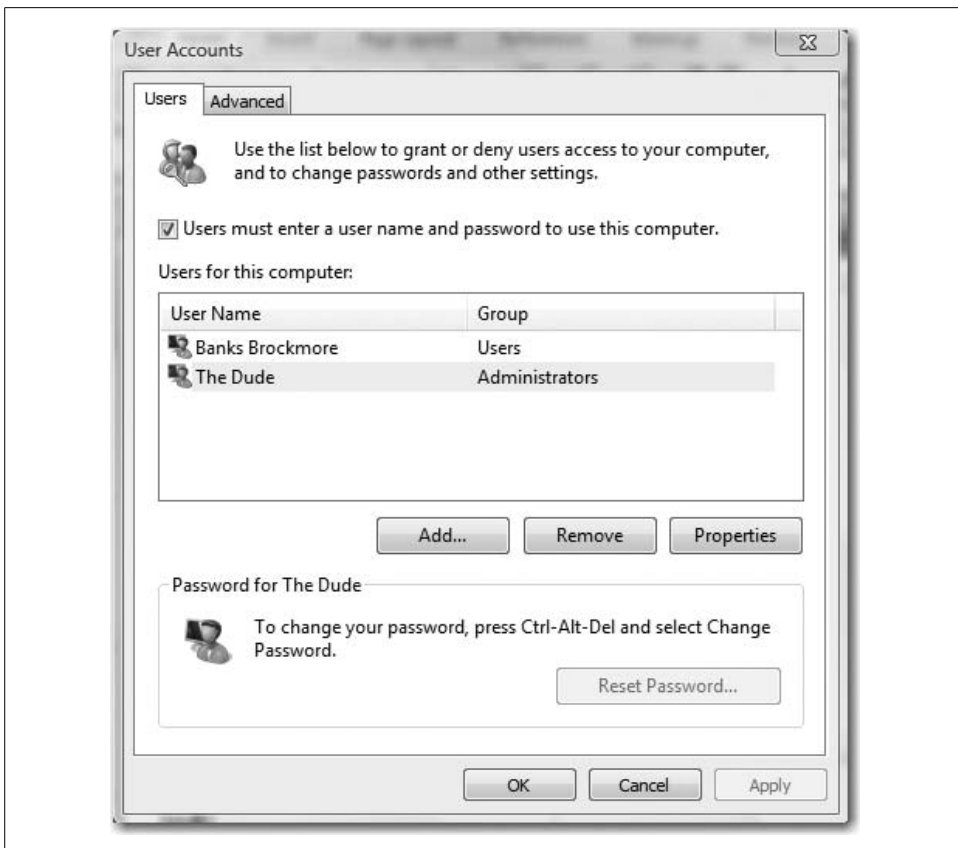 User Accounts
Users
Advanced
Use the list below to grant or deny users access to your computer,
and to change passwords and other settings.
Users must enter a user name and password to use this computer.
Users for this computer:
User Name Group
Banks Brockmore Users
The Dude Administrators
Add... Remove Properties
Password for The Dude
To change your password, press Ctrl-Alt-Del and select Change
Password.
Reset Password...
OK Cancel Apply